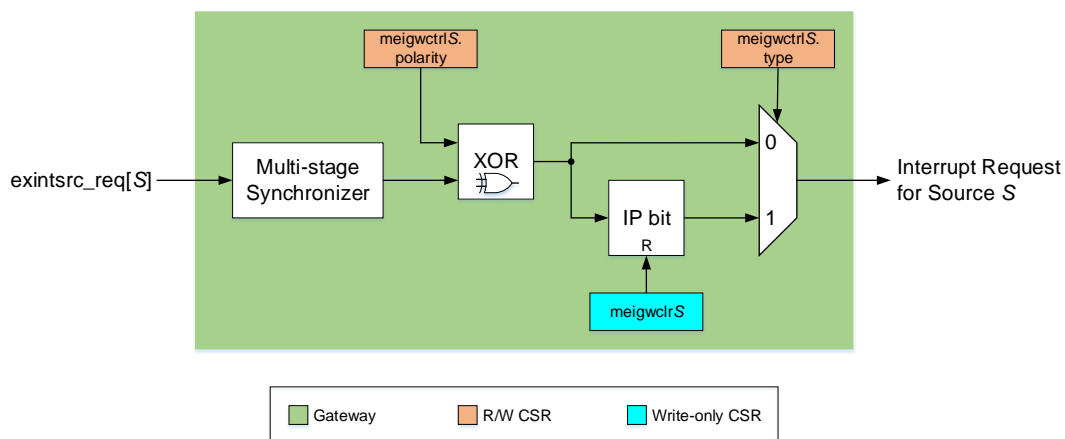 meigwctrlS.
polarity
meigwctrlS.
type
exintsrc_req[S]
Multi-stage
Synchronizer
XOR
0
IP bit
R
1
Interrupt Request
for Source S
meigwclrS
Gateway
R/W CSR
Write-only CSR